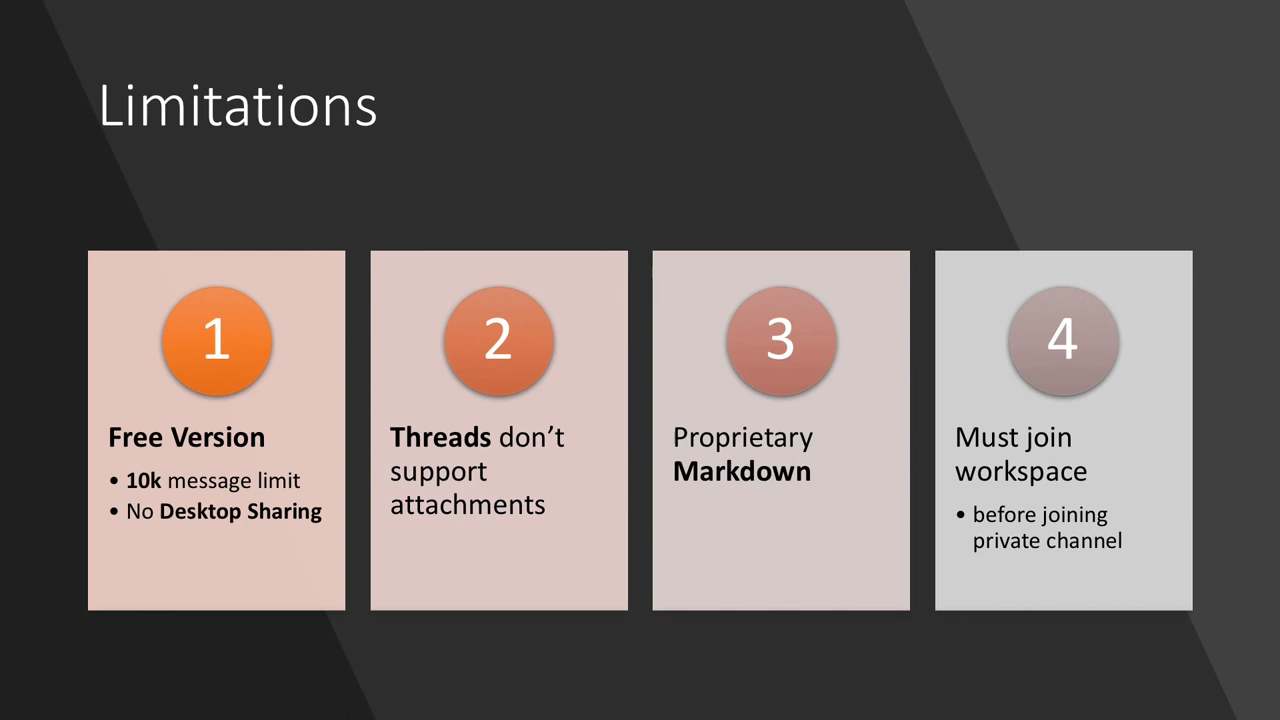 Limitations
1
Free Version
• 10k message limit
• No Desktop Sharing
2
Threads don’t
support
attachments
3
Proprietary
Markdown
4
Must join
workspace
• before joining
private channel